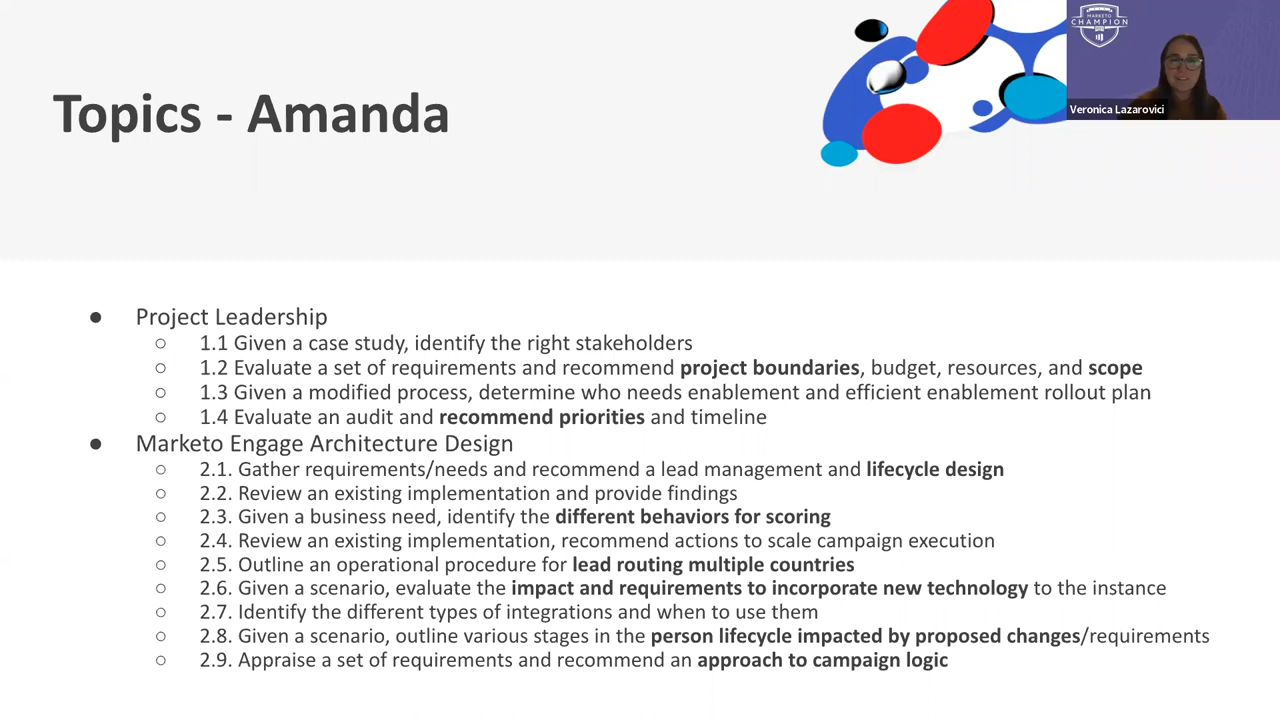 MARKETO
CHAMPION
Veronica Lazarovici
Topics - Amanda
● Project Leadership
○ 1.1 Given a case study, identify the right stakeholders
○ 1.2 Evaluate a set of requirements and recommend project boundaries, budget, resources, and scope
○ 1.3 Given a modified process, determine who needs enablement and efficient enablement rollout plan
○ 1.4 Evaluate an audit and recommend priorities and timeline
● Marketo Engage Architecture Design
○ 2.1. Gather requirements/needs and recommend a lead management and lifecycle design
○ 2.2. Review an existing implementation and provide findings
○ 2.3. Given a business need, identify the different behaviors for scoring
○ 2.4. Review an existing implementation, recommend actions to scale campaign execution
○ 2.5. Outline an operational procedure for lead routing multiple countries
○ 2.6. Given a scenario, evaluate the impact and requirements to incorporate new technology to the instance
○ 2.7. Identify the different types of integrations and when to use them
○ 2.8. Given a scenario, outline various stages in the person lifecycle impacted by proposed changes/requirements
○ 2.9. Appraise a set of requirements and recommend an approach to campaign logic